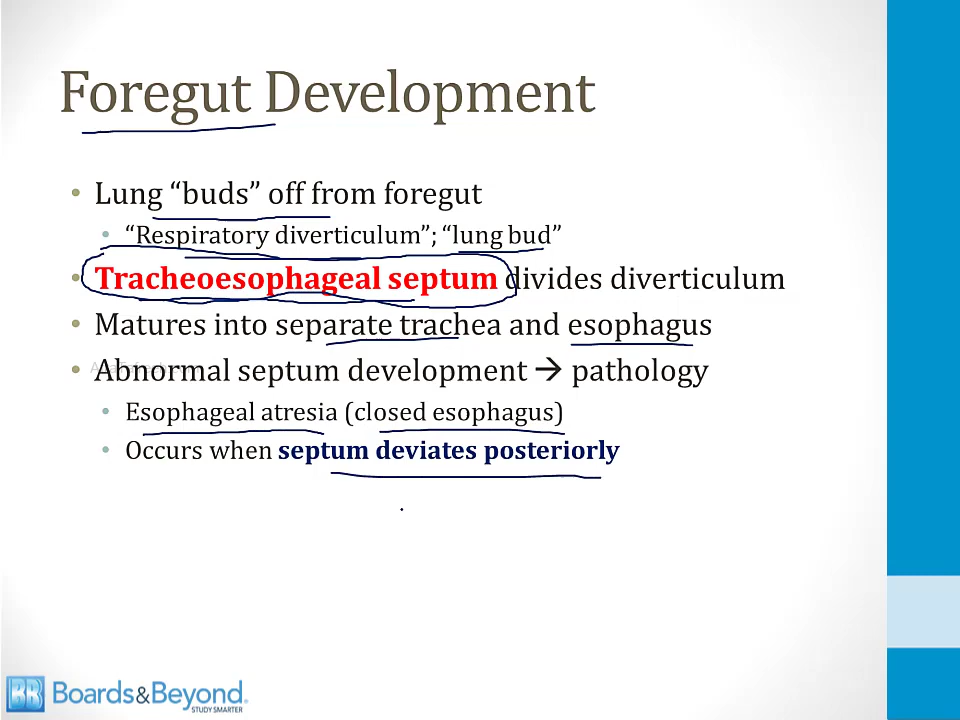 Foregut Development
• Lung “buds” off from foregut
• “Respiratory diverticulum”; “lung bud”
• Tracheoesophageal septum divides diverticulum
• Matures into separate trachea and esophagus
• Abnormal septum development → pathology
• Esophageal atresia (closed esophagus)
• Occurs when septum deviates posteriorly
BB Boards&Beyond.
STUDY SMARTER